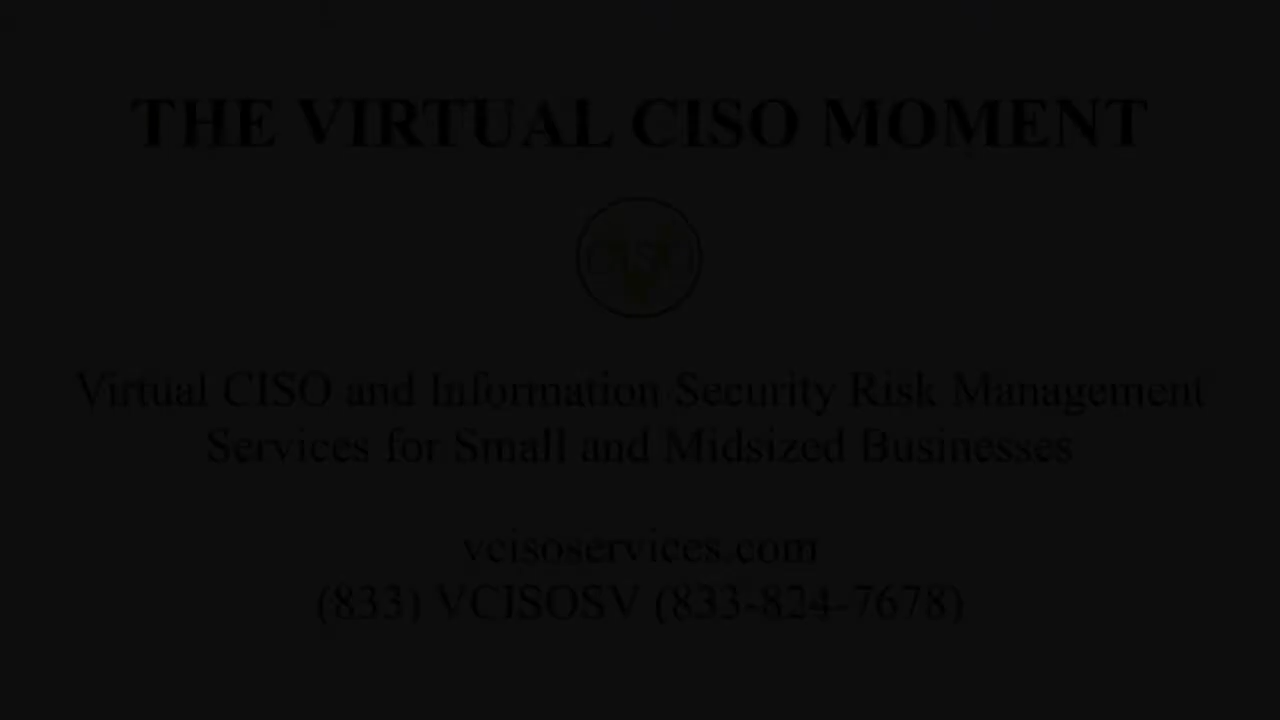 THE VIRTUAL CISO MOMENT
Virtual CISO and Information Security Risk Management
Services for Small and Midsized Businesses
vcisoservices.com
(833) VCISOSV (833-824-7678)